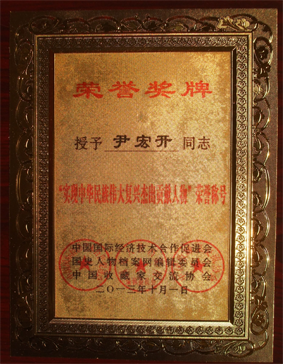 荣誉奖牌
授予 尹宏开 同志
“实现中华民族伟大复兴杰出贡献人物”荣誉称号
中国国际经济技术合作促进会
国史人物档案网编辑委员会
中国收藏家交流协会
二〇一三年十月一日